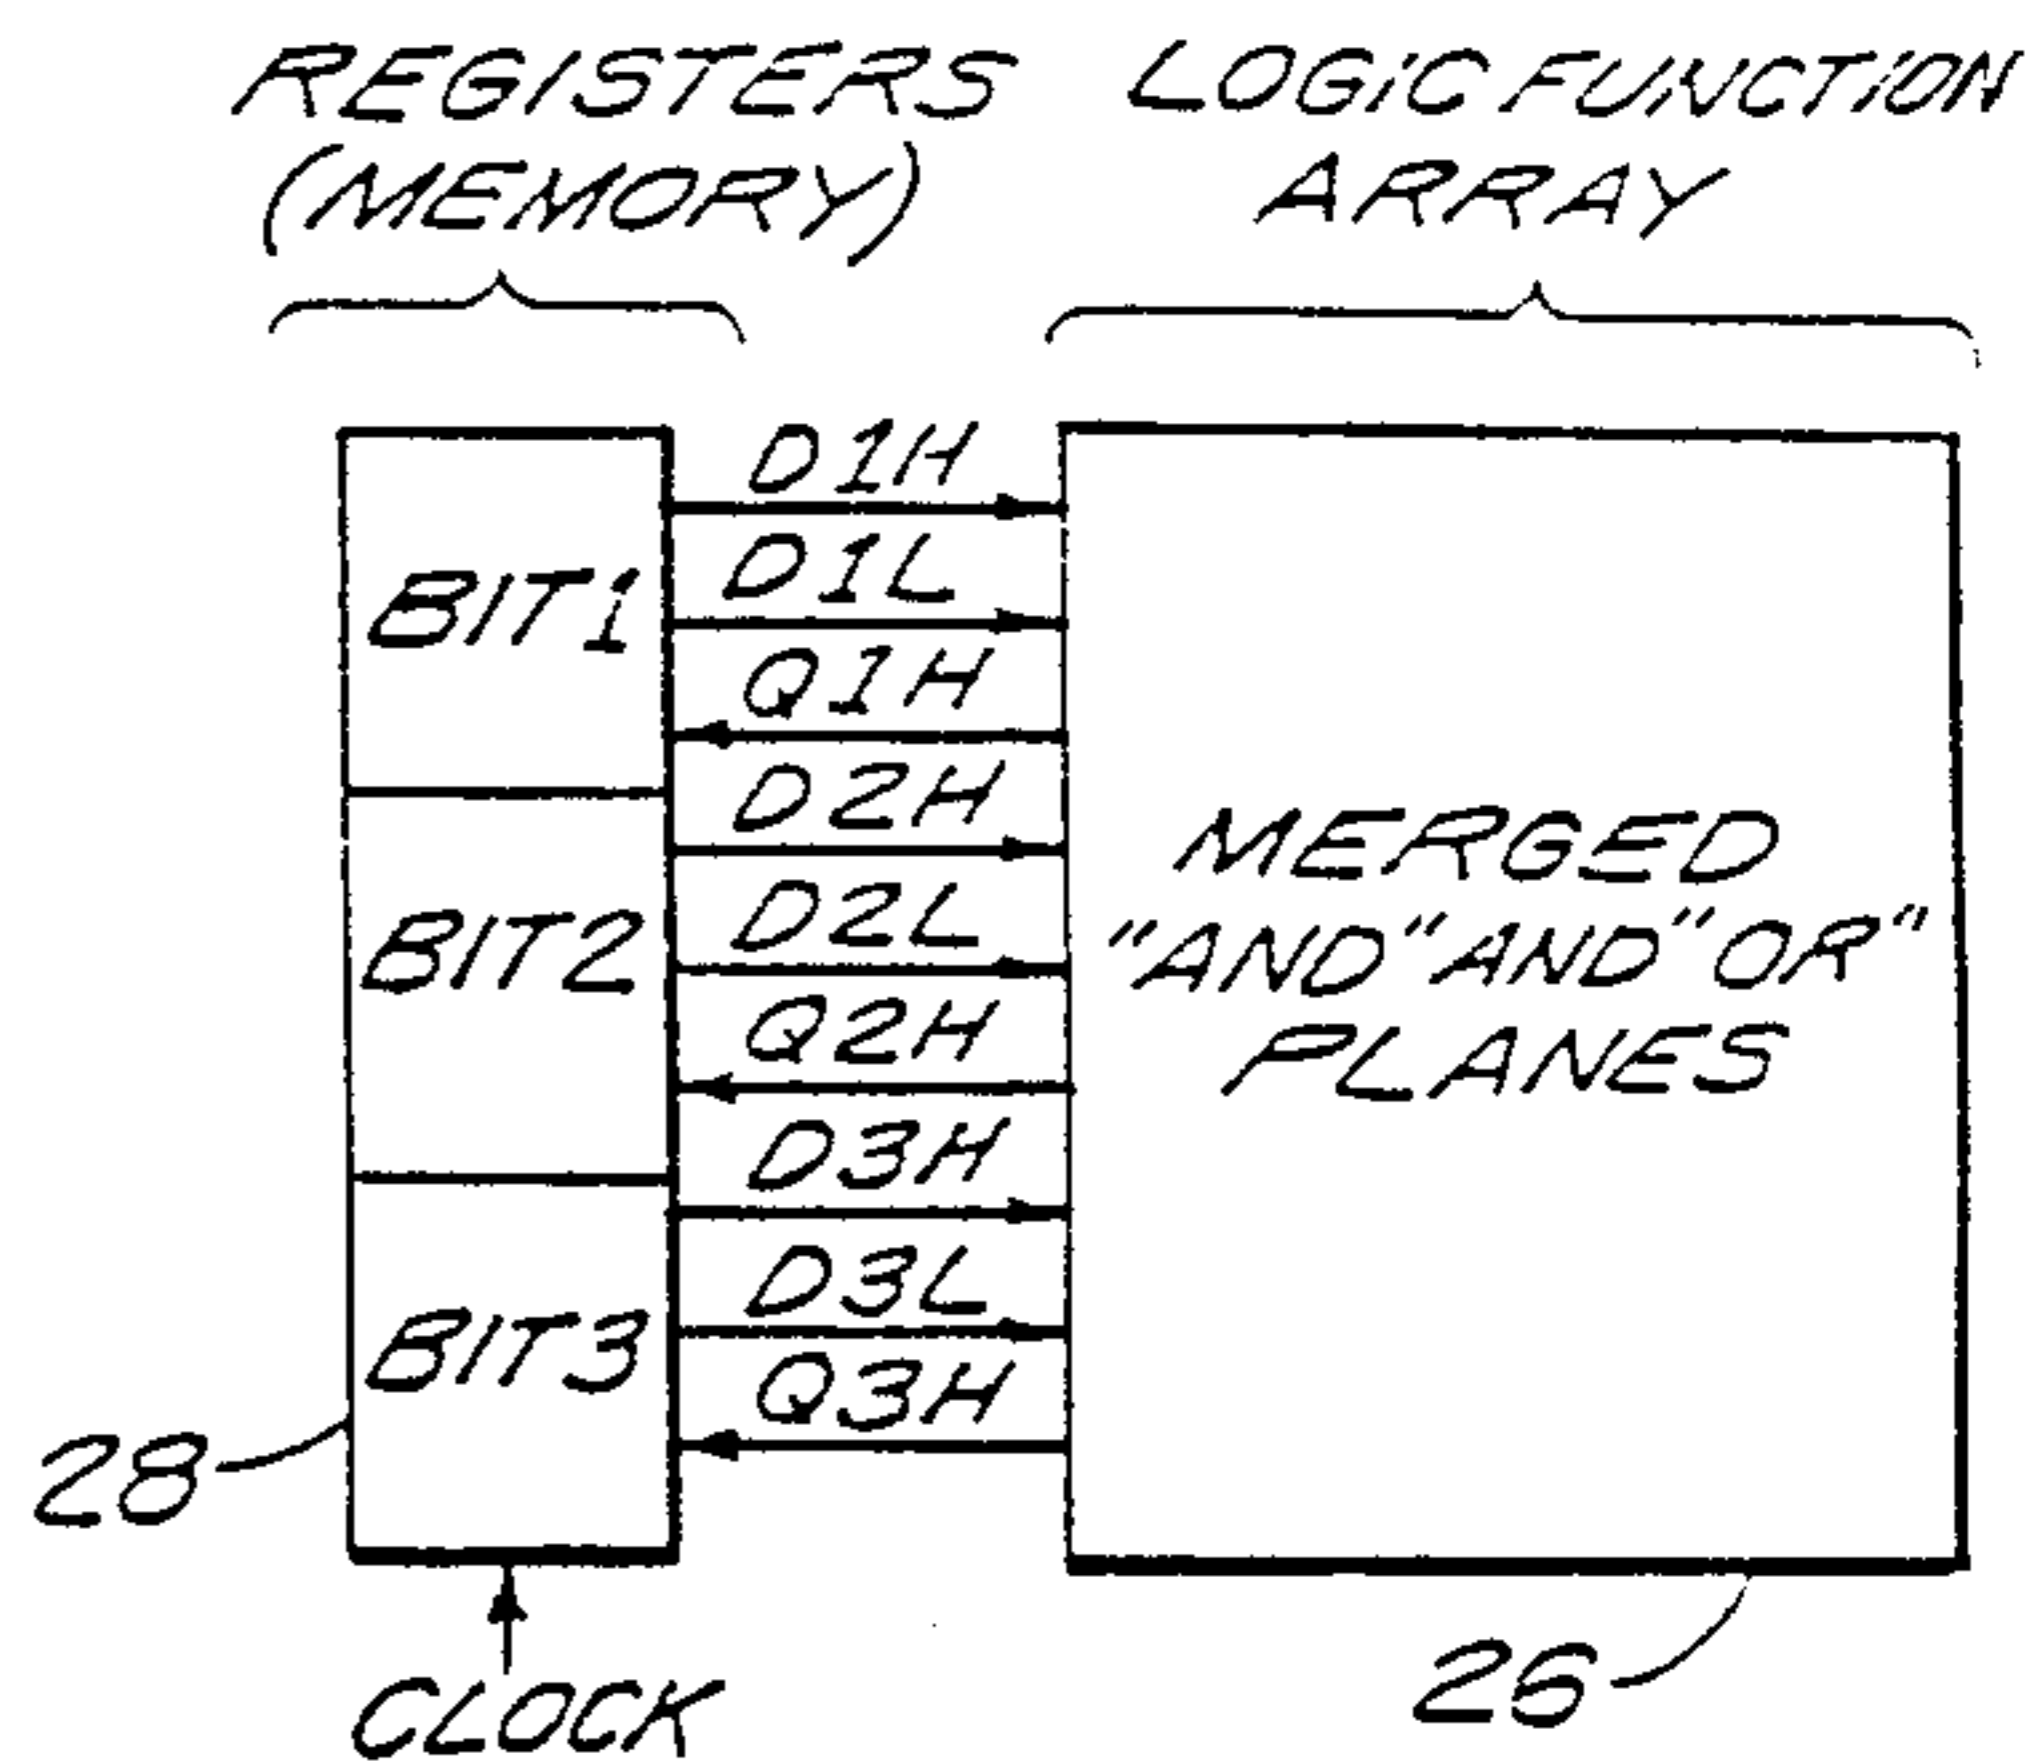 REGISTERS
(MEMORY)
LOGIC FUNCTION
ARRAY
BIT1
BIT2
BIT3
D1H
D1L
Q1H
D2H
D2L
Q2H
D3H
D3L
Q3H
MERGED
"AND" AND "OR"
PLANES
28
CLOCK
26